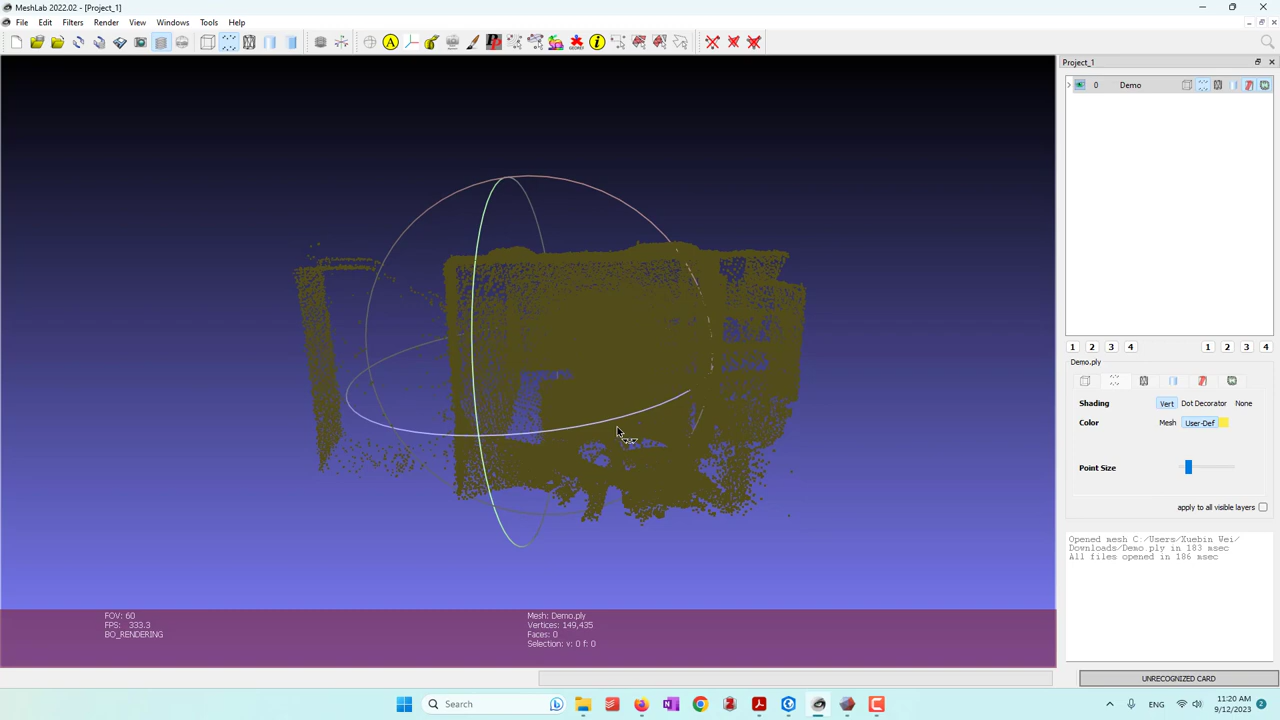 MeshLab 2022.02 - [Project_1]
File Edit Filters Render View Windows Tools Help
Project_1
0 Demo
1 2 3 4 1 2 3 4
Demo.ply
Shading Vert Dot Decorator None
Color Mesh User-Def
Point Size
apply to all visible layers
Opened mesh C:/Users/Xuebin Wei/
Downloads/Demo.ply in 183 msec
All files opened in 186 msec
FOV: 60
FPS: 333.3
BO_RENDERING
Mesh: Demo.ply
Vertices: 149,435
Faces: 0
Selection: v: 0 f: 0
UNRECOGNIZED CARD
Search
ENG
11:20 AM
9/12/2023
2